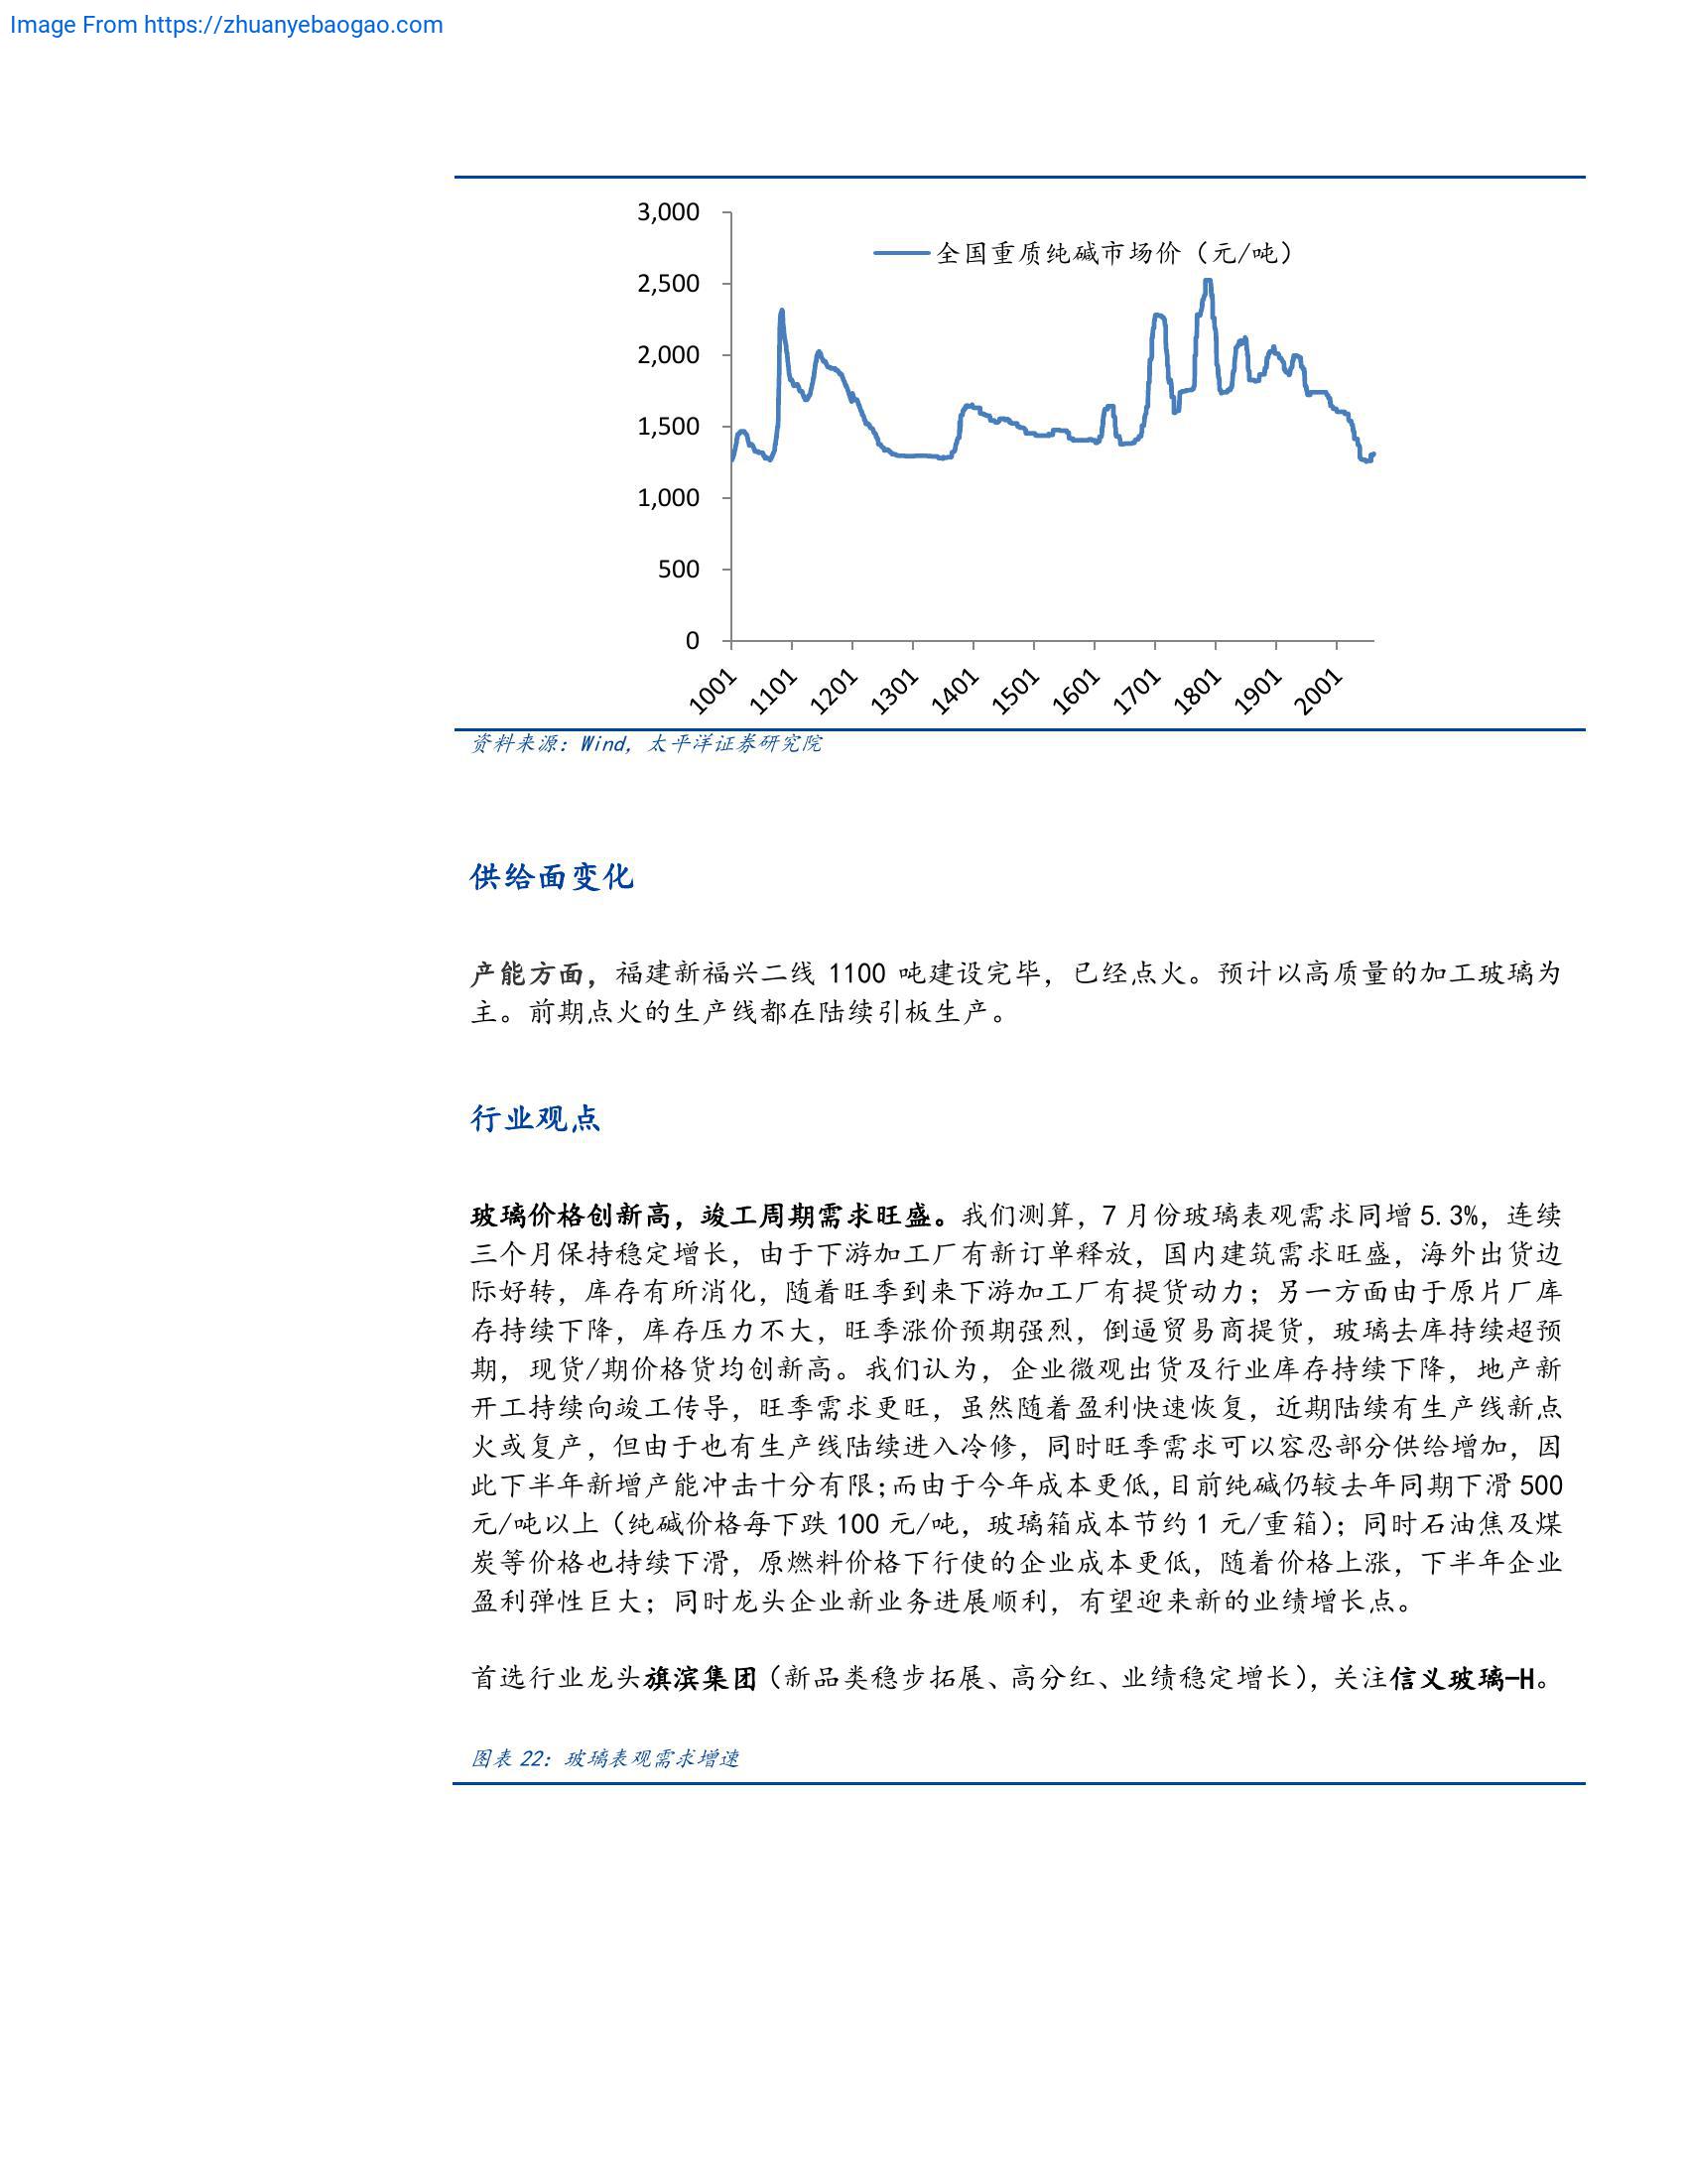 Image From https://zhuanyebaogao.com
3,000
全国重质纯碱市场价（元/吨）
2,500
2,000
1,500
1,000
500
0
1001 1101 1201 1301 1401 1501 1601 1701 1801 1901 2001
资料来源：Wind，太平洋证券研究院
供给面变化
产能方面，福建新福兴二线 1100 吨建设完毕，已经点火。预计以高质量的加工玻璃为
主。前期点火的生产线都在陆续引板生产。
行业观点
玻璃价格创新高，竣工周期需求旺盛。我们测算，7 月份玻璃表观需求同增 5.3%，连续
三个月保持稳定增长，由于下游加工厂有新订单释放，国内建筑需求旺盛，海外出货边
际好转，库存有所消化，随着旺季到来下游加工厂有提货动力；另一方面由于原片厂库
存持续下降，库存压力不大，旺季涨价预期强烈，倒逼贸易商提货，玻璃去库持续超预
期，现货/期价格货均创新高。我们认为，企业微观出货及行业库存持续下降，地产新
开工持续向竣工传导，旺季需求更旺，虽然随着盈利快速恢复，近期陆续有生产线新点
火或复产，但由于也有生产线陆续进入冷修，同时旺季需求可以容忍部分供给增加，因
此下半年新增产能冲击十分有限；而由于今年成本更低，目前纯碱仍较去年同期下滑 500
元/吨以上（纯碱价格每下跌 100 元/吨，玻璃箱成本节约 1 元/重箱）；同时石油焦及煤
炭等价格也持续下滑，原燃料价格下行使的企业成本更低，随着价格上涨，下半年企业
盈利弹性巨大；同时龙头企业新业务进展顺利，有望迎来新的业绩增长点。
首选行业龙头旗滨集团（新品类稳步拓展、高分红、业绩稳定增长），关注信义玻璃-H。
图表 22：玻璃表观需求增速